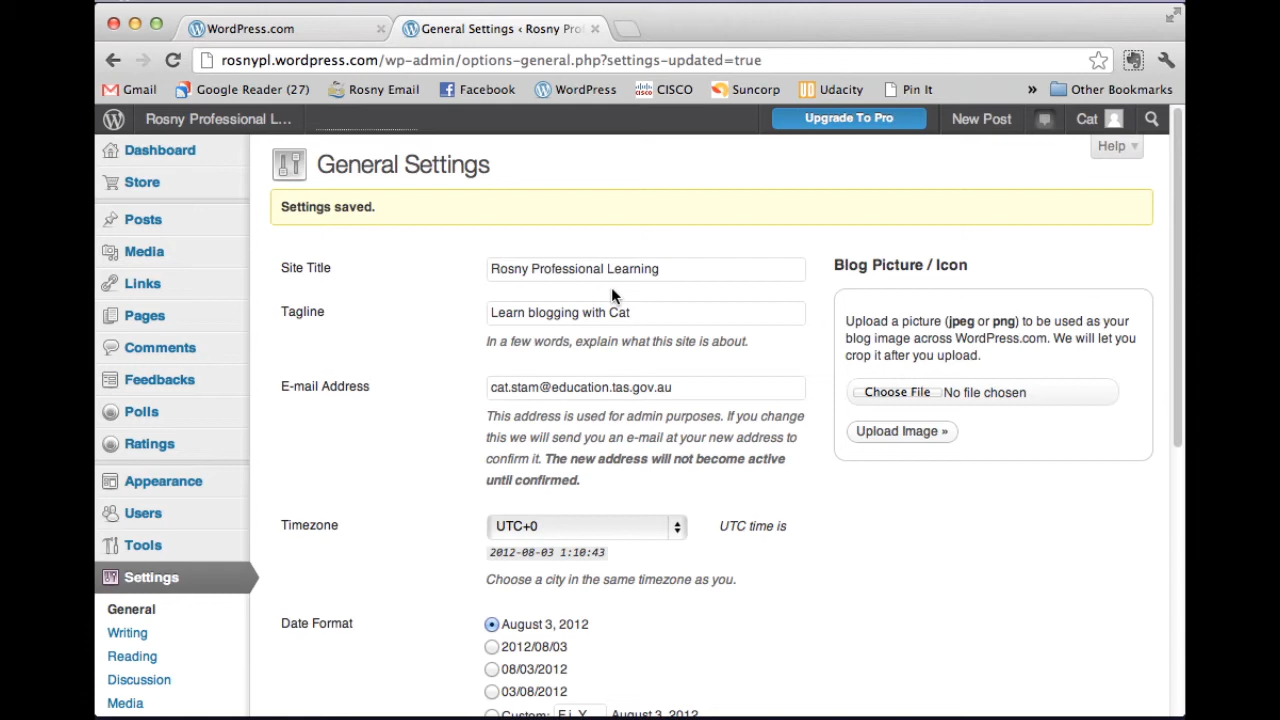 WordPress.com
General Settings ‹ Rosny Pro
rosnypl.wordpress.com/wp-admin/options-general.php?settings-updated=true
Gmail Google Reader (27) Rosny Email Facebook WordPress CISCO Suncorp Udacity Pin It » Other Bookmarks
Rosny Professional L... Upgrade To Pro New Post Cat
Help
Dashboard
Store
Posts
Media
Links
Pages
Comments
Feedbacks
Polls
Ratings
Appearance
Users
Tools
Settings
General
Writing
Reading
Discussion
Media
General Settings
Settings saved.
Site Title Rosny Professional Learning
Tagline Learn blogging with Cat
In a few words, explain what this site is about.
E-mail Address cat.stam@education.tas.gov.au
This address is used for admin purposes. If you change
this we will send you an e-mail at your new address to
confirm it. The new address will not become active
until confirmed.
Timezone UTC+0 UTC time is
2012-08-03 1:10:43
Choose a city in the same timezone as you.
Date Format August 3, 2012
2012/08/03
08/03/2012
03/08/2012
Custom: F j, Y August 3, 2012
Blog Picture / Icon
Upload a picture (jpeg or png) to be used as your
blog image across WordPress.com. We will let you
crop it after you upload.
Choose File No file chosen
Upload Image »